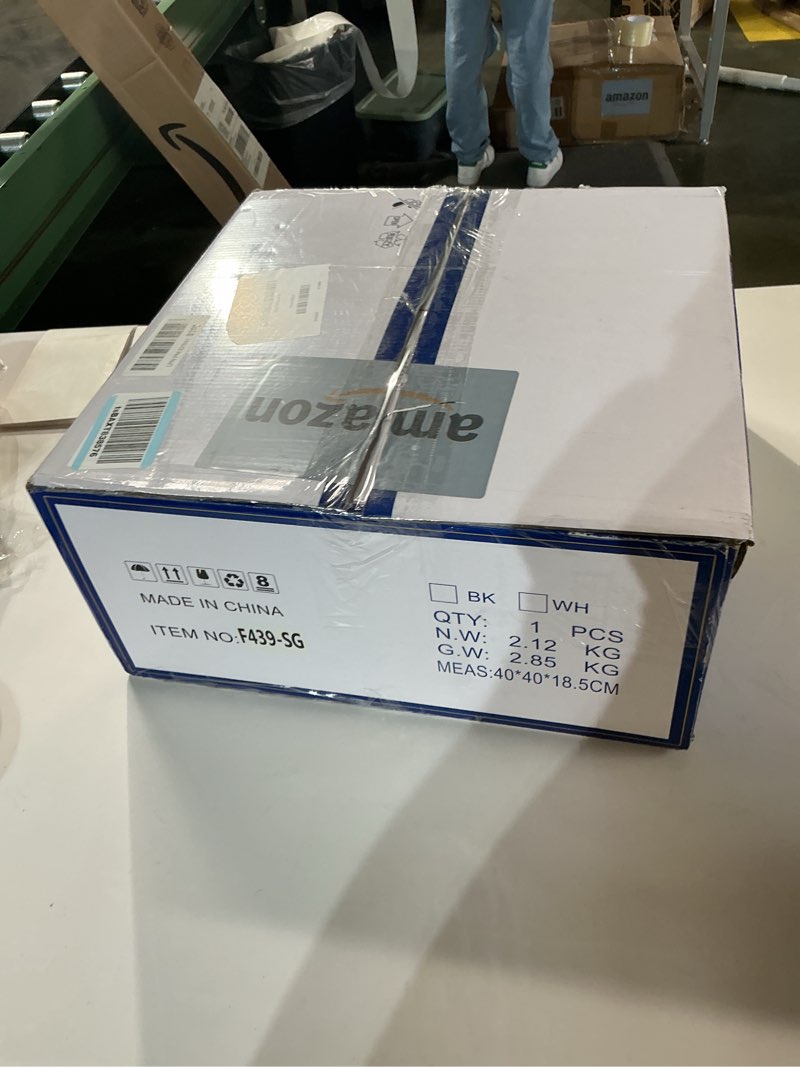 amazon
amazon
hBAXY838576
8
MADE IN CHINA
ITEM NO:F439-SG
BK WH
QTY: 1 PCS
N.W: 2.12 KG
G.W: 2.85 KG
MEAS:40*40*18.5CM